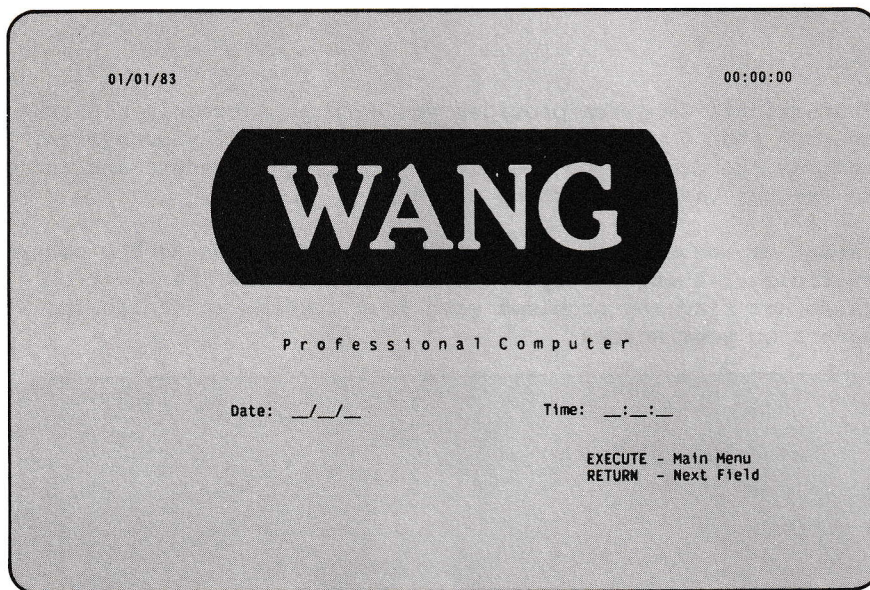 01/01/83 00:00:00
WANG
Professional Computer
Date: __/__/__ Time: __:__:__
EXECUTE - Main Menu
RETURN - Next Field